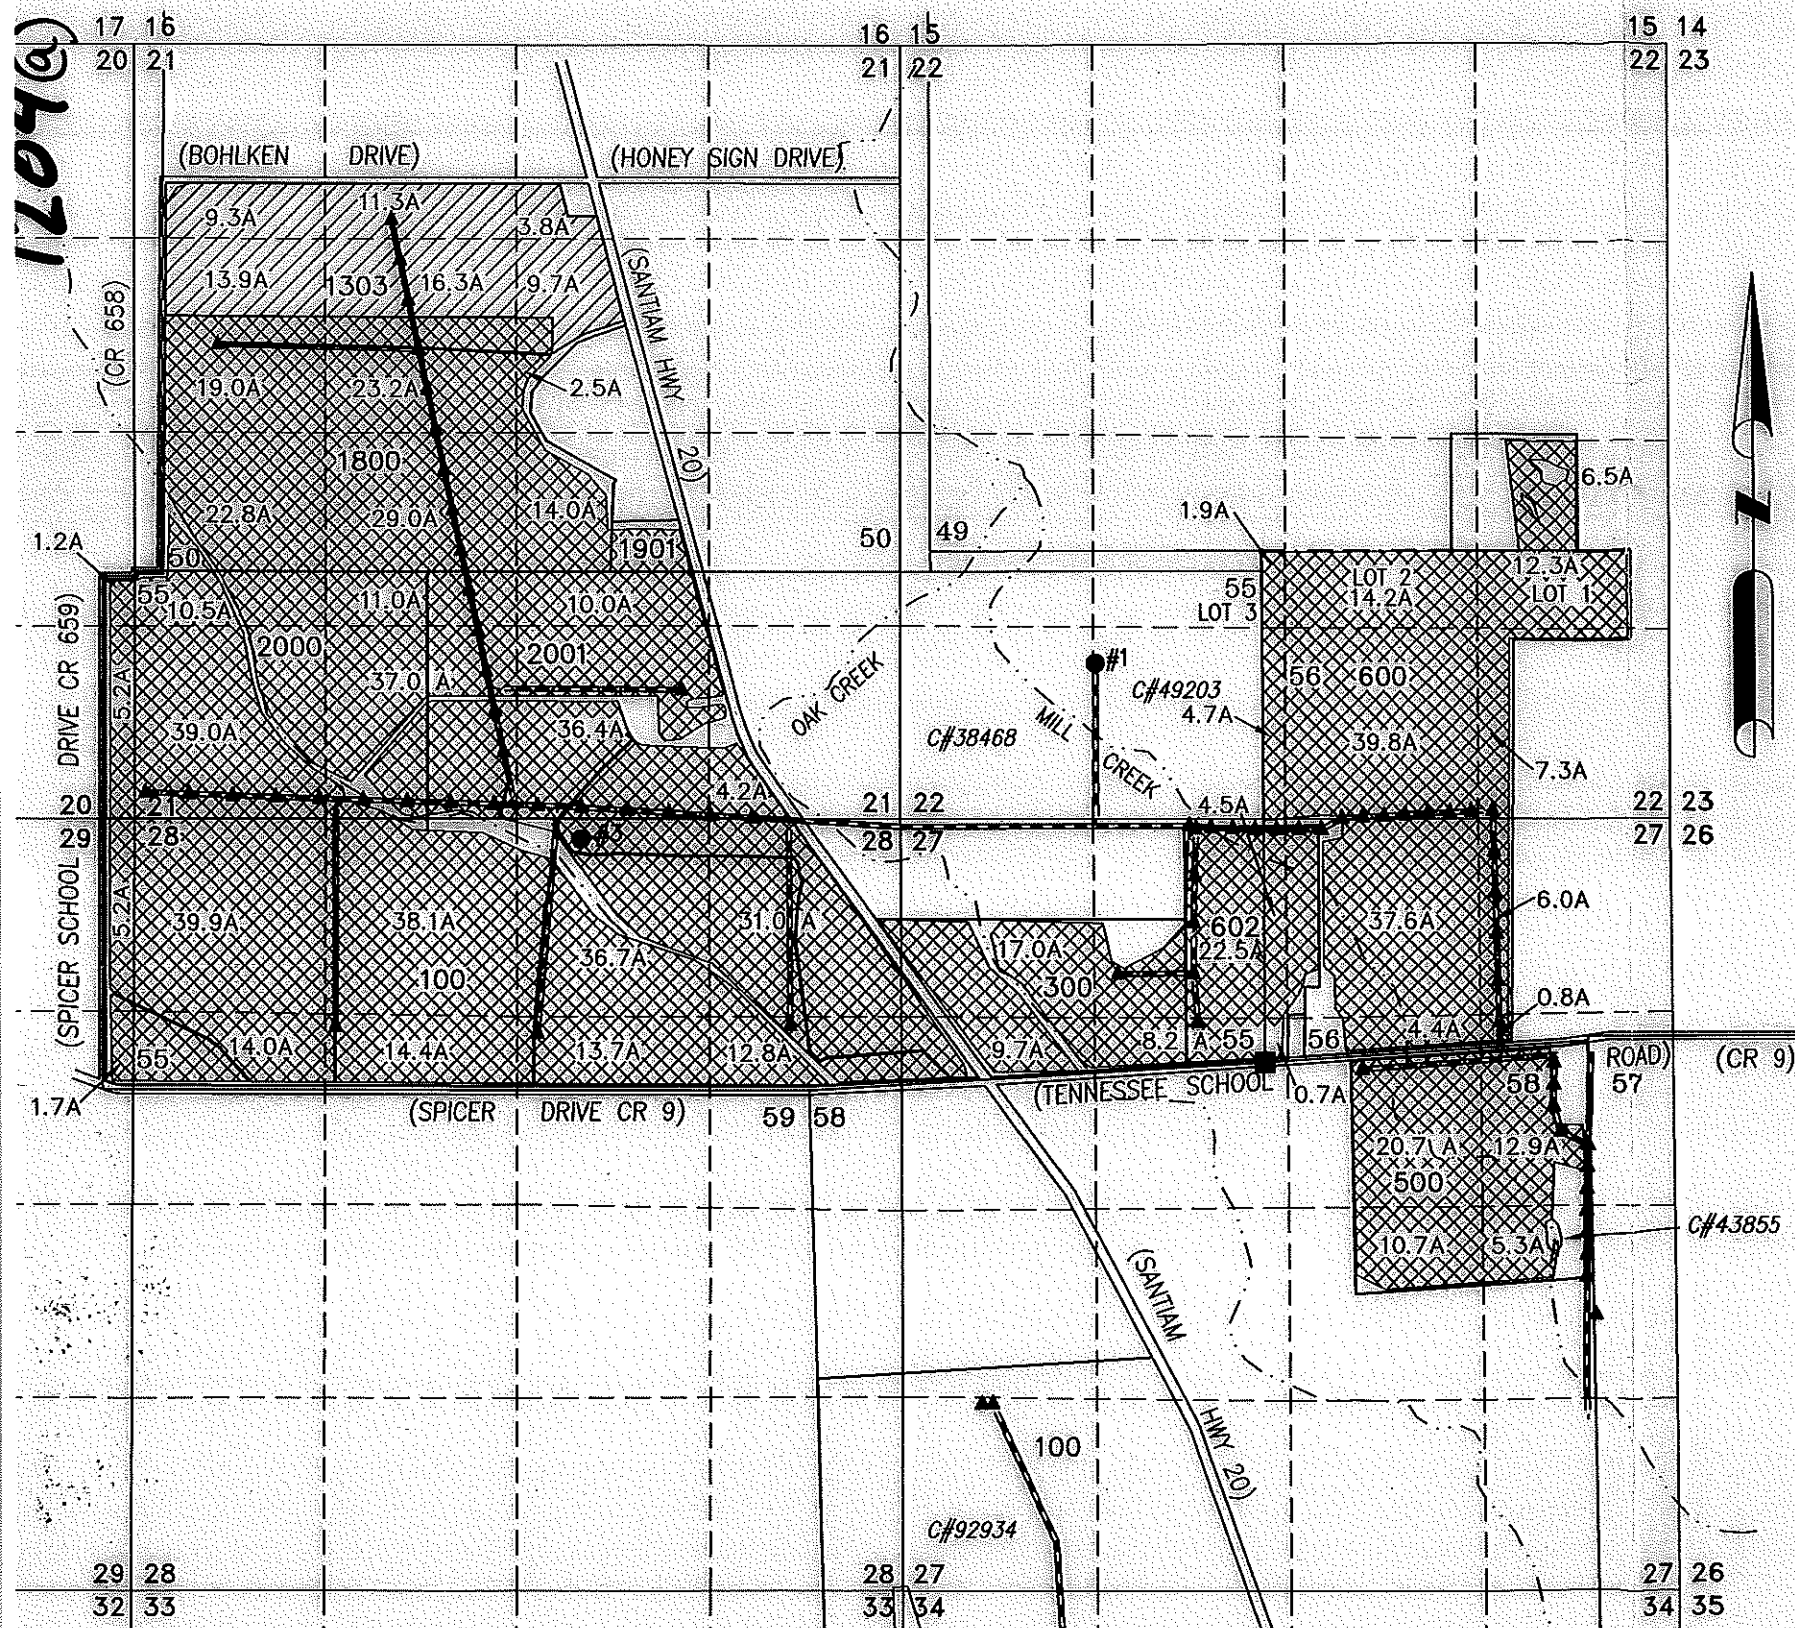 17 16
16 15
15 14
20 21
21 22
22 23
T2071(a)
(BOHLKEN DRIVE)
(HONEY SIGN DRIVE)
9.3A
11.3A
3.8A
13.9A
1303
16.3A
9.7A
(CR 658)
(SANTIAM HWY 20)
19.0A
23.2A
2.5A
1800
6.5A
22.8A
29.0A
14.0A
1.9A
1.2A
50
1901
50 49
55
10.5A
11.0A
10.0A
55
LOT 3
LOT 2
14.2A
12.3A
LOT 1
2000
2001
OAK CREEK
#1
56 600
5.2A
37.0 A
C#49203
4.7A
39.0A
36.4A
C#38468
MILL CREEK
39.8A
7.3A
4.2A
4.5A
20 21
21 22
22 23
29 28
28 27
27 26
(SPICER SCHOOL DRIVE CR 659)
5.2A
39.9A
38.1A
31.0 A
602
22.5A
37.6A
6.0A
36.7A
17.0A
100
300
0.8A
55
14.0A
14.4A
13.7A
12.8A
9.7A
8.2 A
55
56
4.4A
1.7A
(SPICER DRIVE CR 9)
59 58
(TENNESSEE SCHOOL ROAD)
(CR 9)
0.7A
58
57
20.7 A
12.9A
500
10.7A
5.3A
C#43855
(SANTIAM HWY 20)
100
C#92934
29 28
28 27
27 26
32 33
33 34
34 35